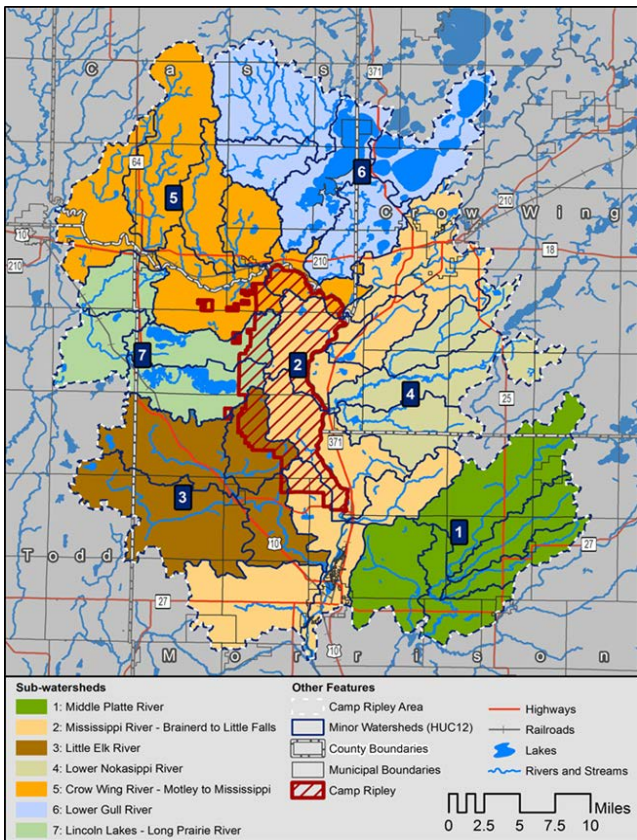 C a s s
371
64
6
5
C r o w W i n g
210
10
210
210
18
7
2
4
25
371
3
1
10
T o d d
27
27
10
M o r r i s o n
Sub-watersheds
1: Middle Platte River
2: Mississippi River - Brainerd to Little Falls
3: Little Elk River
4: Lower Nokasippi River
5: Crow Wing River - Motley to Mississippi
6: Lower Gull River
7: Lincoln Lakes - Long Prairie River
Other Features
Camp Ripley Area
Minor Watersheds (HUC12)
County Boundaries
Municipal Boundaries
Camp Ripley
Highways
Railroads
Lakes
Rivers and Streams
Miles
0 2.5 5 7.5 10